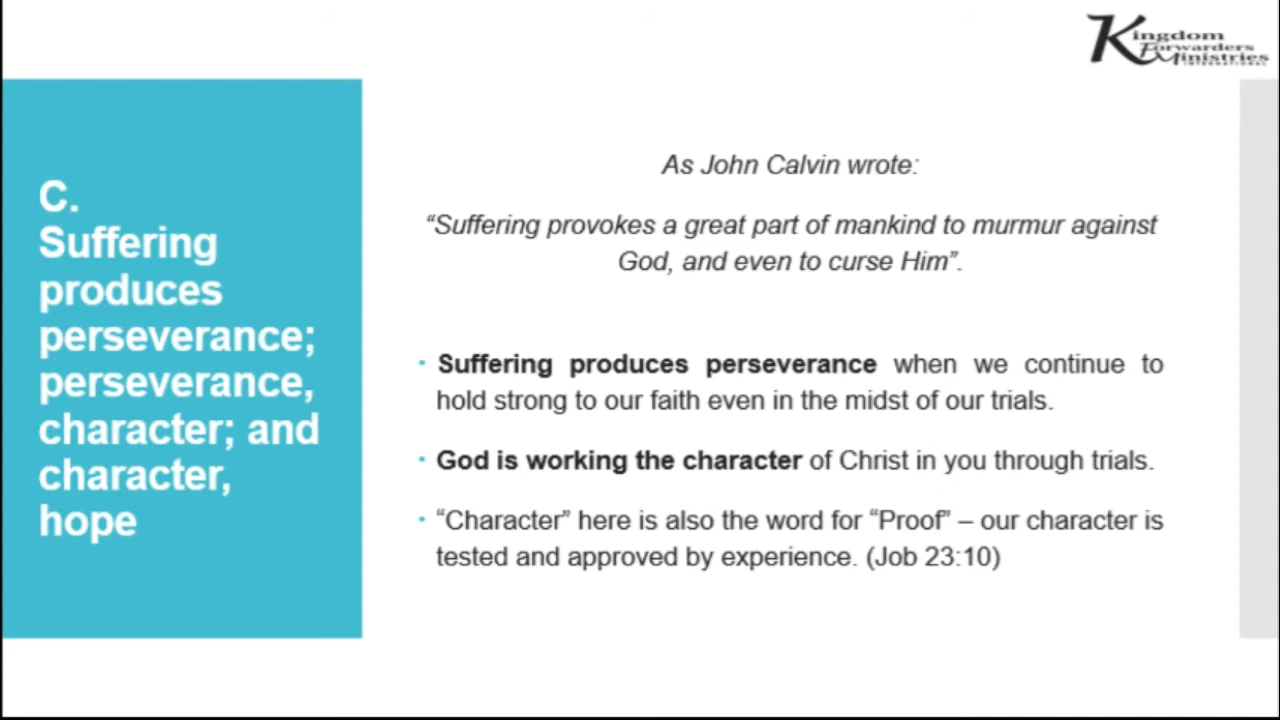 Kingdom
Forwarders
Ministries
INTERNATIONAL
C.
Suffering
produces
perseverance;
perseverance,
character; and
character,
hope
As John Calvin wrote:
“Suffering provokes a great part of mankind to murmur against
God, and even to curse Him”.
· Suffering produces perseverance when we continue to
hold strong to our faith even in the midst of our trials.
· God is working the character of Christ in you through trials.
· “Character” here is also the word for “Proof” – our character is
tested and approved by experience. (Job 23:10)